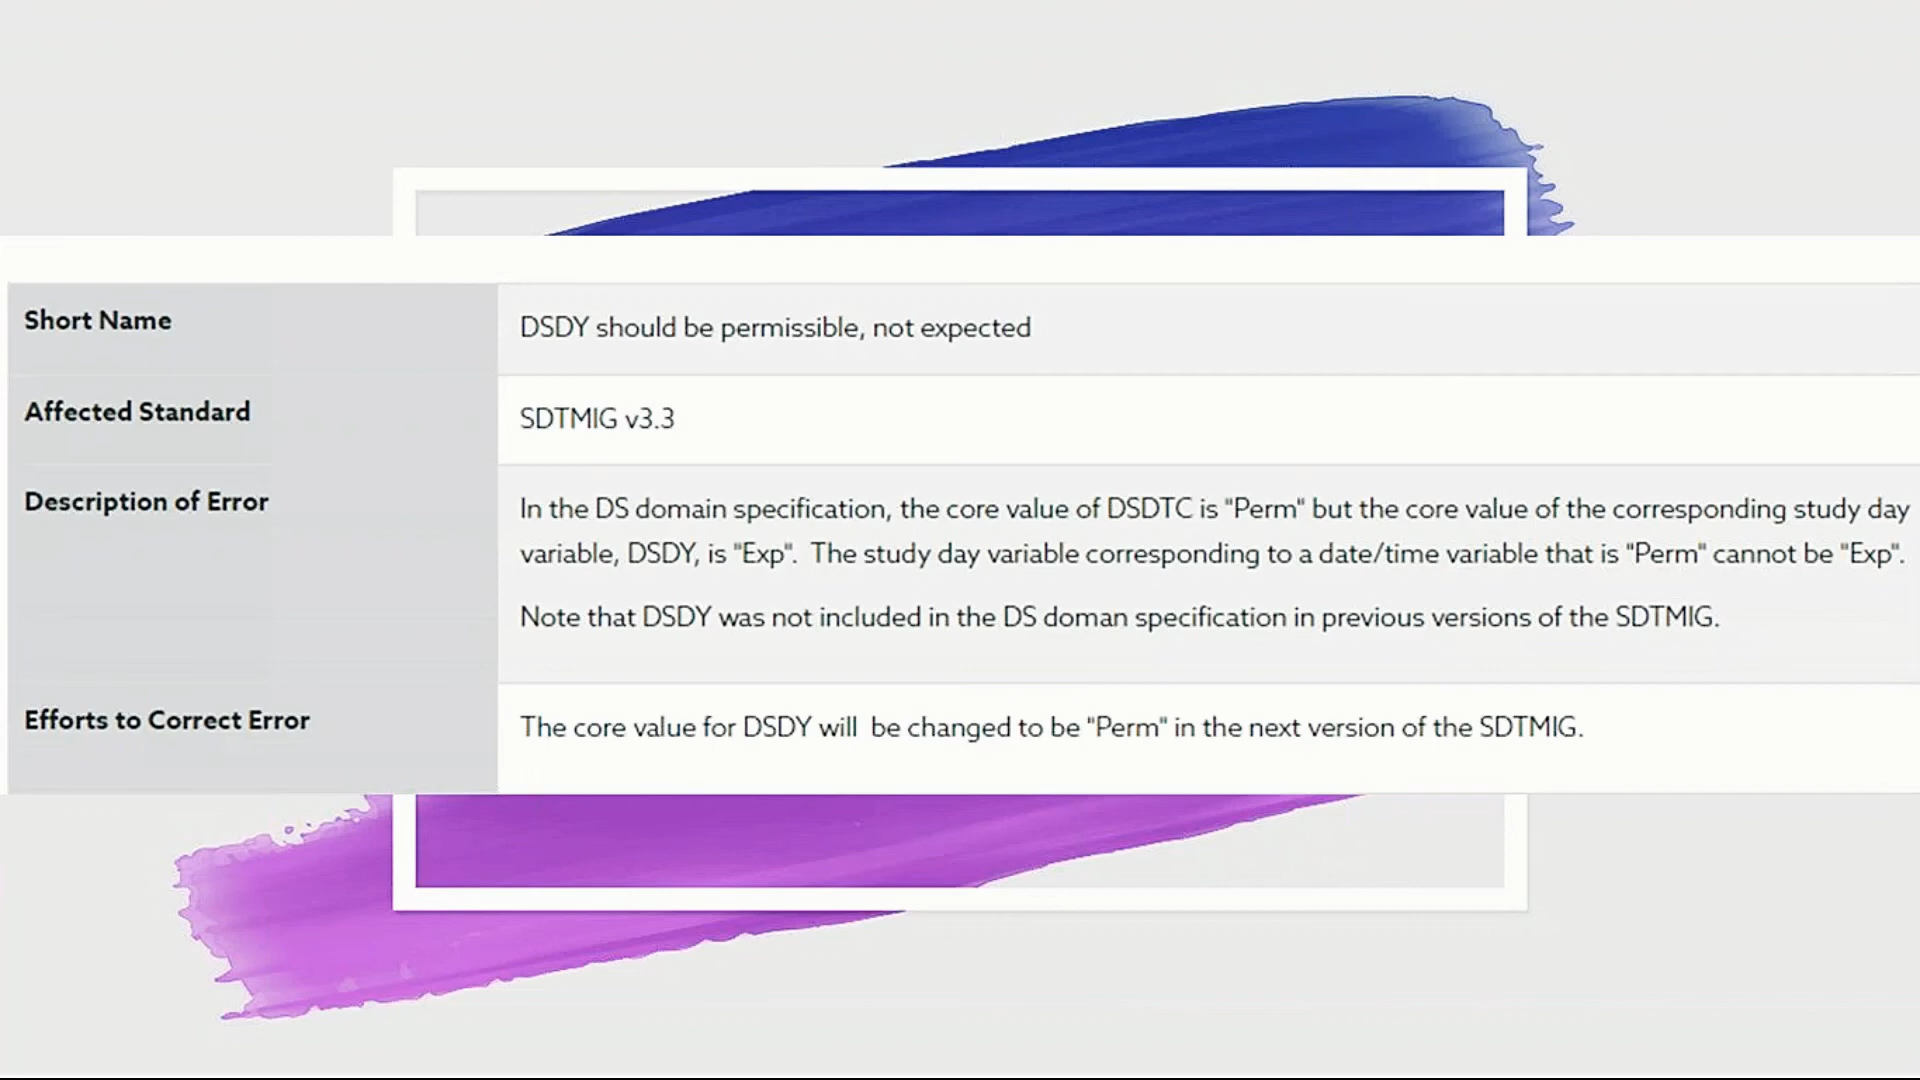 Short Name
DSDY should be permissible, not expected
Affected Standard
SDTMIG v3.3
Description of Error
In the DS domain specification, the core value of DSDTC is "Perm" but the core value of the corresponding study day
variable, DSDY, is "Exp".  The study day variable corresponding to a date/time variable that is "Perm" cannot be "Exp".
Note that DSDY was not included in the DS doman specification in previous versions of the SDTMIG.
Efforts to Correct Error
The core value for DSDY will  be changed to be "Perm" in the next version of the SDTMIG.